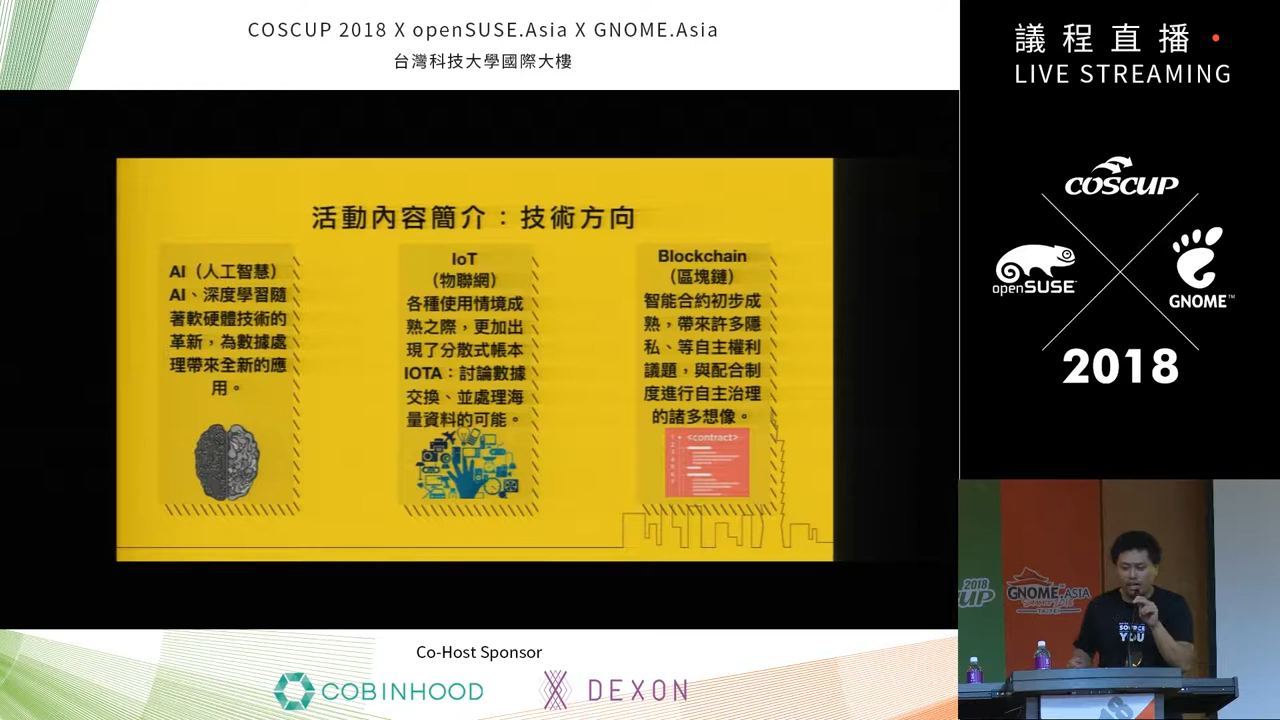 COSCUP 2018 X openSUSE.Asia X GNOME.Asia
台灣科技大學國際大樓
議程直播
LIVE STREAMING
COSCUP
openSUSE
GNOME™
2018
活動內容簡介：技術方向
AI（人工智慧）
AI、深度學習隨
著軟硬體技術的
革新，為數據處
理帶來全新的應
用。
IoT
（物聯網）
各種使用情境成
熟之際，更加出
現了分散式帳本
IOTA：討論數據
交換、並處理海
量資料的可能。
Blockchain
（區塊鏈）
智能合約初步成
熟，帶來許多隱
私、等自主權利
議題，與配合制
度進行自主治理
的諸多想像。
<contract>
2018
CUP
GNOME.ASIA
TAIPEI
SOURCE
YOU
Co-Host Sponsor
COBINHOOD
DEXON